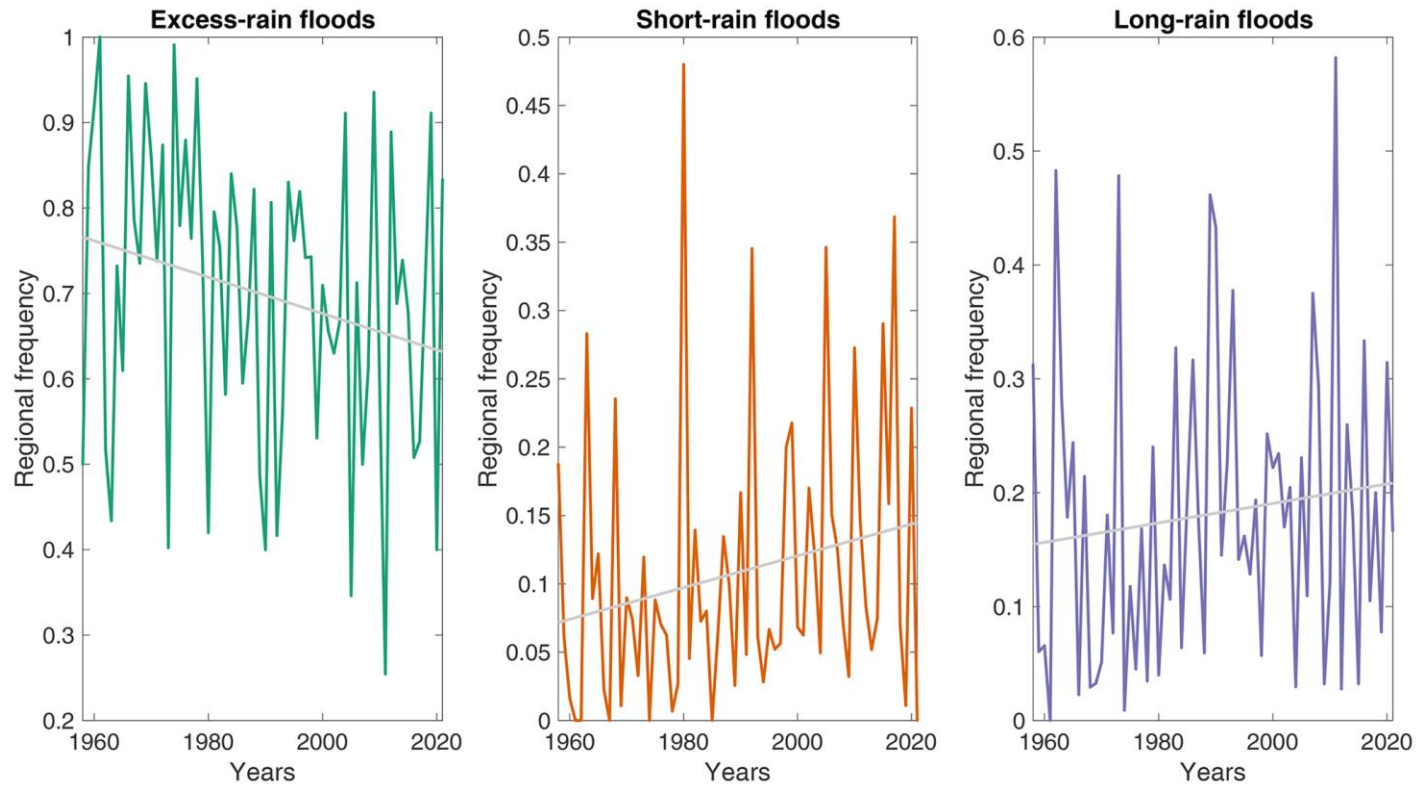 Excess-rain floods
Regional frequency
1
0.9
0.8
0.7
0.6
0.5
0.4
0.3
0.2
1960 1980 2000 2020
Years
Short-rain floods
Regional frequency
0.5
0.45
0.4
0.35
0.3
0.25
0.2
0.15
0.1
0.05
0
1960 1980 2000 2020
Years
Long-rain floods
Regional frequency
0.6
0.5
0.4
0.3
0.2
0.1
0
1960 1980 2000 2020
Years